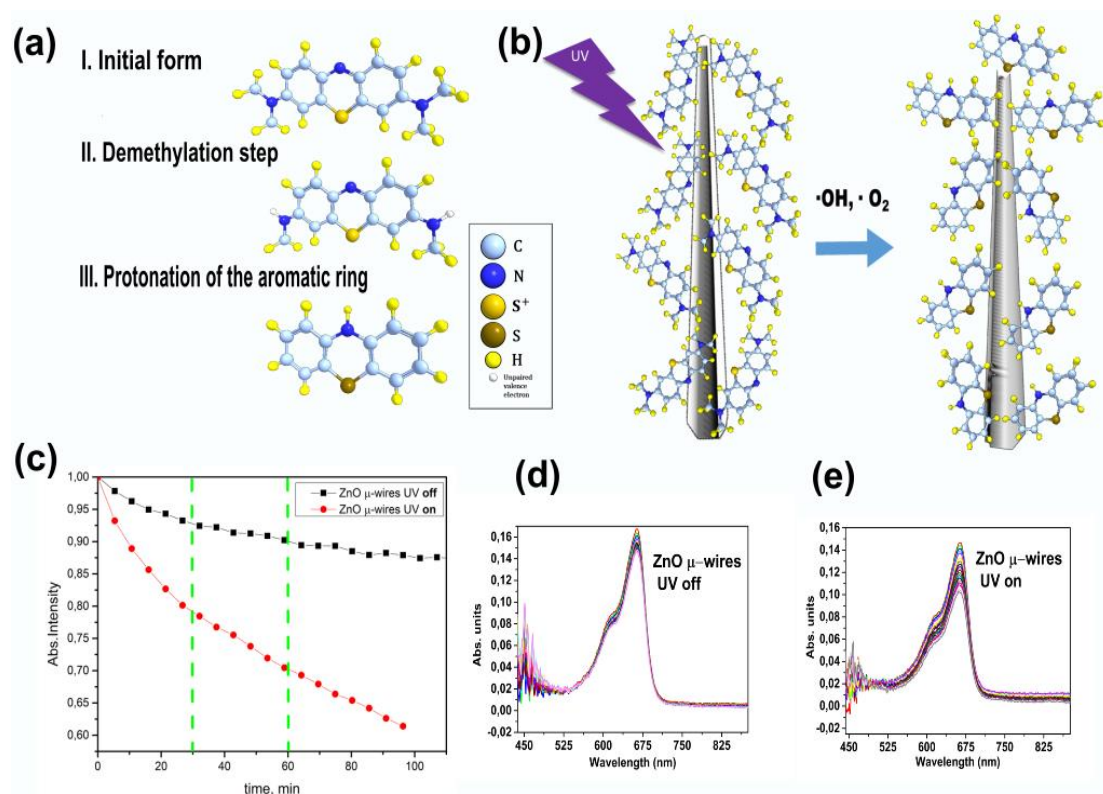 (a)
I. Initial form
II. Demethylation step
III. Protonation of the aromatic ring
C
N
S+
S
H
Unpaired
valence
electron
(b)
UV
·OH, · O2
(c)
1,00
0,95
0,90
0,85
0,80
0,75
0,70
0,65
0,60
Abs.Intensity
0 20 40 60 80 100
time, min
ZnO μ-wires UV off
ZnO μ-wires UV on
(d)
0,16
0,14
0,12
0,10
0,08
0,06
0,04
0,02
0,00
-0,02
Abs. units
ZnO μ-wires
UV off
450 525 600 675 750 825
Wavelength (nm)
(e)
0,16
0,14
0,12
0,10
0,08
0,06
0,04
0,02
0,00
-0,02
Abs. units
ZnO μ-wires
UV on
450 525 600 675 750 825
Wavelength (nm)